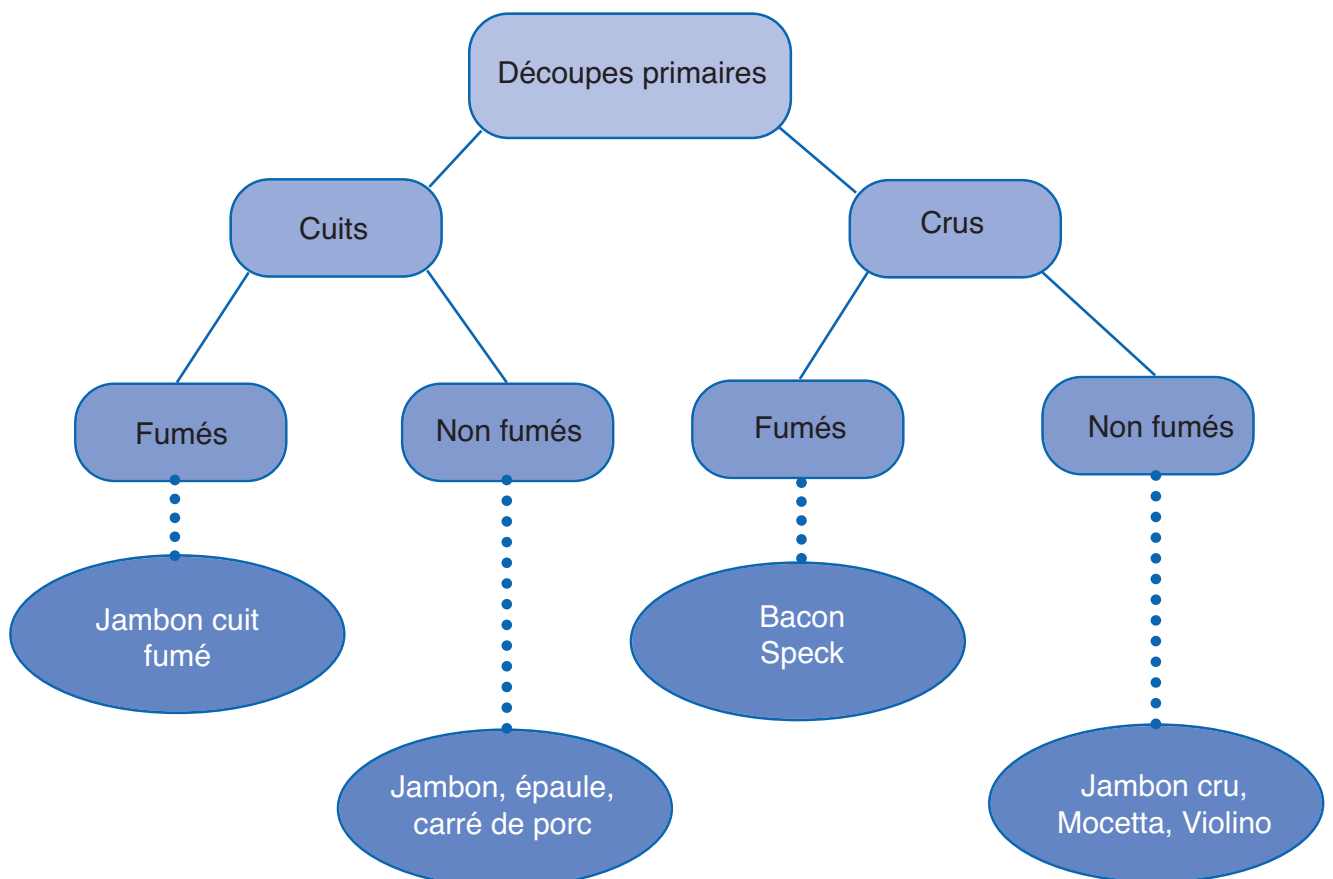 Découpes primaires
Cuits
Crus
Fumés
Non fumés
Fumés
Non fumés
Jambon cuit
fumé
Bacon
Speck
Jambon, épaule,
carré de porc
Jambon cru,
Mocetta, Violino